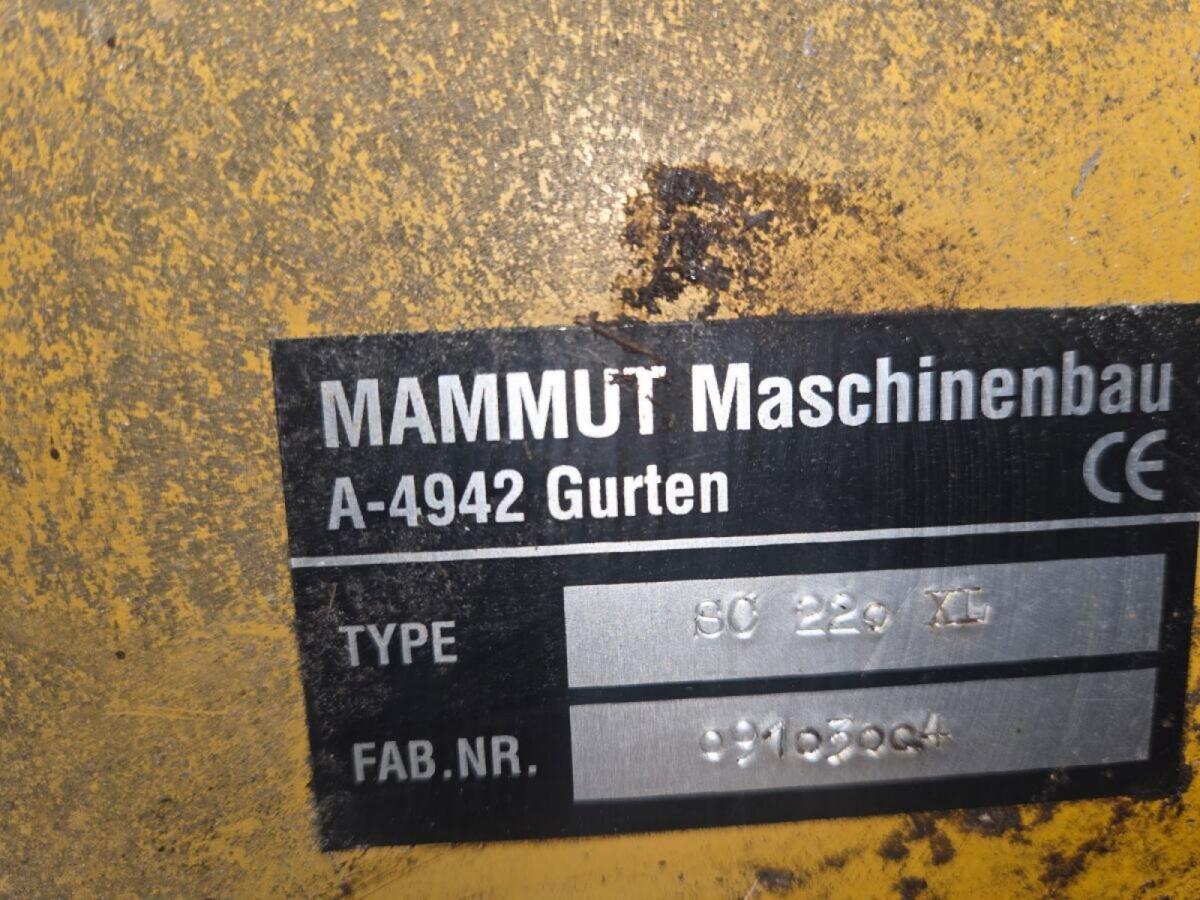 MAMMUT Maschinenbau
A-4942 Gurten CE
TYPE SC 220 XL
FAB.NR. 09103004